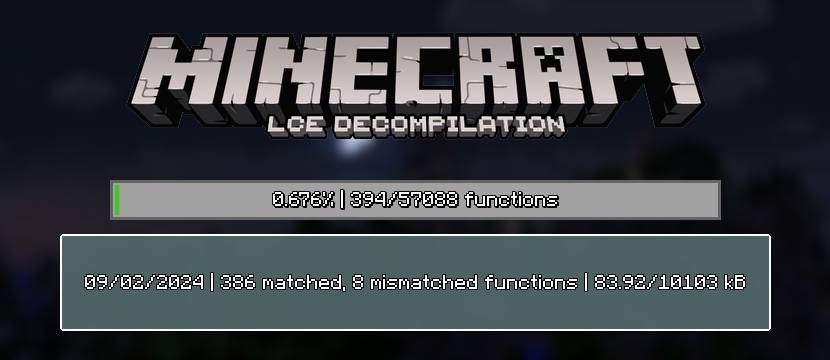 MINECRAFT
LCE DECOMPILATION
0.676% | 394/57088 functions
09/02/2024 | 386 matched, 8 mismatched functions | 83.92/10103 kB